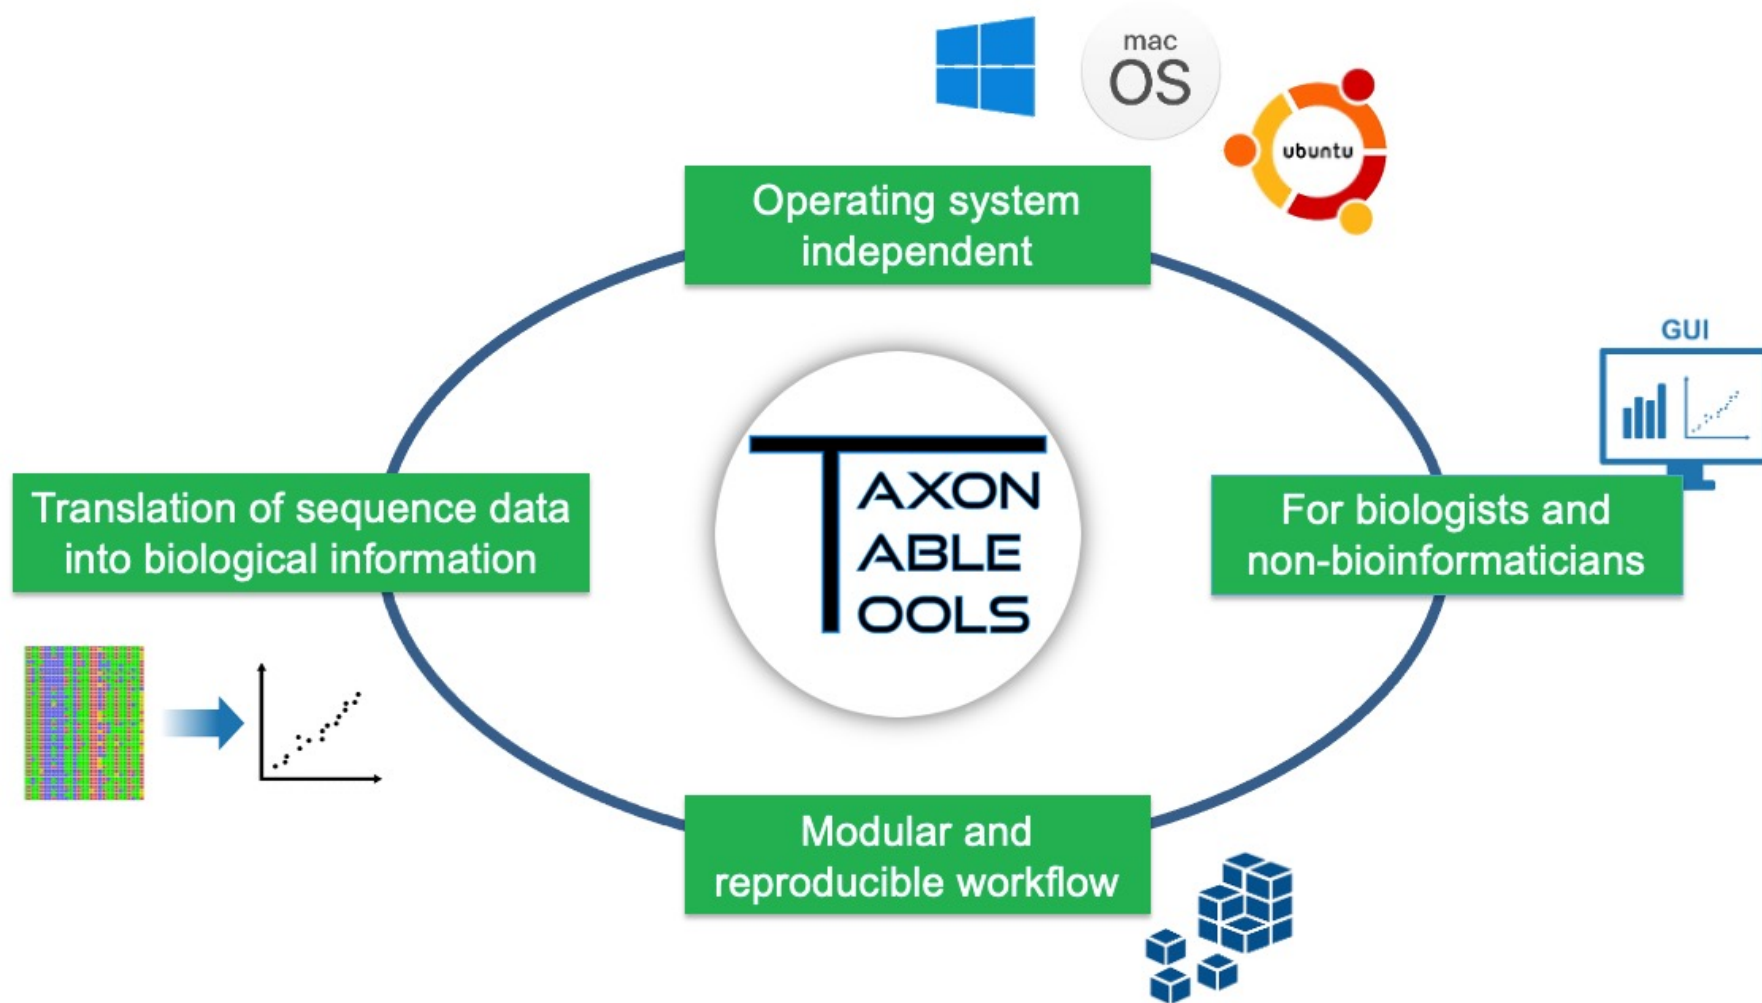 mac
OS
ubuntu
Operating system
independent
GUI
Translation of sequence data
into biological information
TAXON
TABLE
TOOLS
For biologists and
non-bioinformaticians
Modular and
reproducible workflow